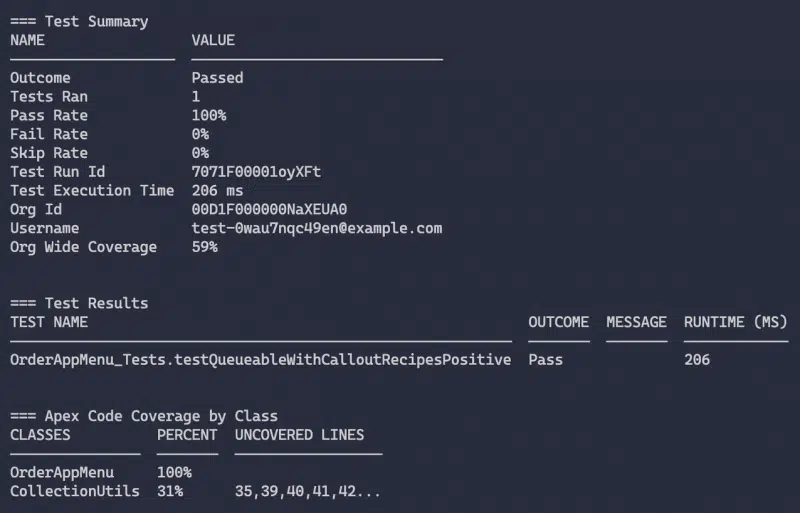 === Test Summary
NAME VALUE
Outcome Passed
Tests Ran 1
Pass Rate 100%
Fail Rate 0%
Skip Rate 0%
Test Run Id 7071F00001oyXFt
Test Execution Time 206 ms
Org Id 00D1F000000NaXEUA0
Username test-0wau7nqc49en@example.com
Org Wide Coverage 59%
=== Test Results
TEST NAME OUTCOME MESSAGE RUNTIME (MS)
OrderAppMenu_Tests.testQueueableWithCalloutRecipesPositive Pass 206
=== Apex Code Coverage by Class
CLASSES PERCENT UNCOVERED LINES
OrderAppMenu 100%
CollectionUtils 31% 35,39,40,41,42...